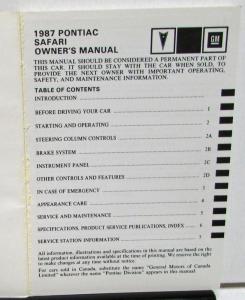 1987 PONTIAC
SAFARI
OWNER'S MANUAL
GM
THIS MANUAL SHOULD BE CONSIDERED A PERMANENT PART
OF THIS CAR. IT SHOULD STAY WITH THE CAR WHEN SOLD, TO
PROVIDE THE NEXT OWNER WITH IMPORTANT OPERATING,
SAFETY, AND MAINTENANCE INFORMATION.
TABLE OF CONTENTS
INTRODUCTION
BEFORE DRIVING YOUR CAR 1
STARTING AND OPERATING 2
STEERING COLUMN CONTROLS 2A
BRAKE SYSTEM 2B
INSTRUMENT PANEL 2C
OTHER CONTROLS AND FEATURES 2D
IN CASE OF EMERGENCY 3
APPEARANCE CARE 4
SERVICE AND MAINTENANCE 5
SPECIFICATIONS, PRODUCT SERVICE PUBLICATIONS, INDEX 6
SERVICE STATION INFORMATION
All information, illustrations and specifications in this manual are based on the
latest product information available at the time of printing. We reserve the right
to make changes at any time without notice.
For cars sold in Canada, substitute the name "General Motors of Canada
Limited" wherever "Pontiac Division" appears in this manual.